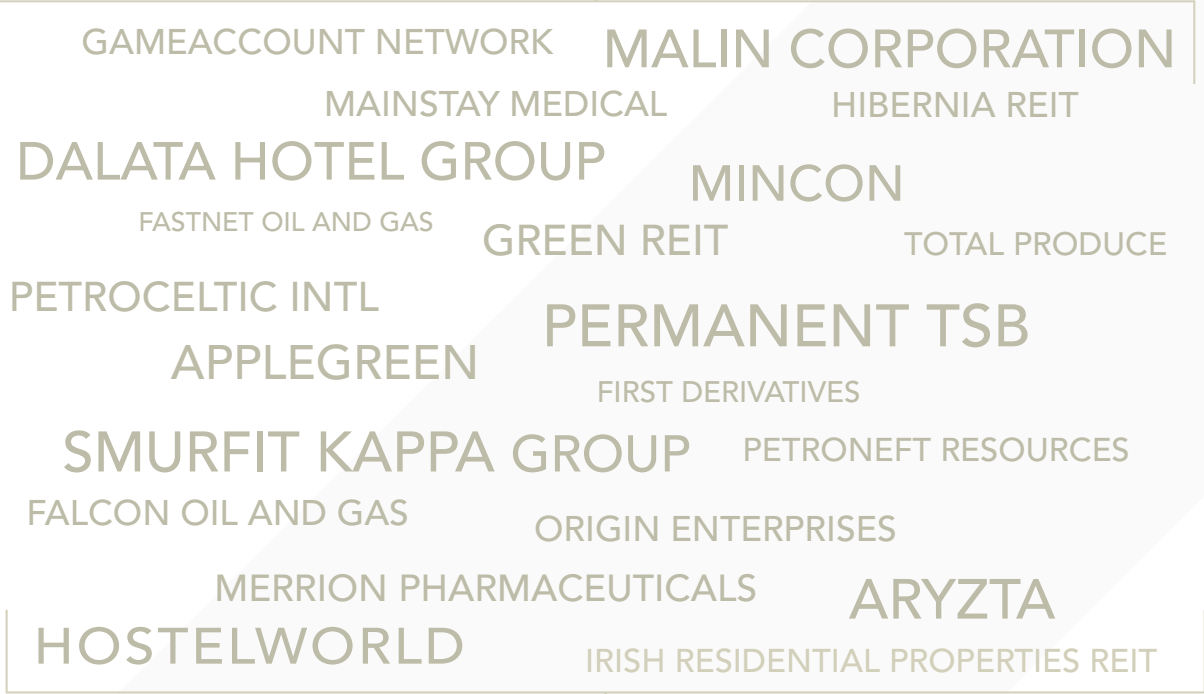 GAMEACCOUNT NETWORK
MALIN CORPORATION
MAINSTAY MEDICAL
HIBERNIA REIT
DALATA HOTEL GROUP
MINCON
FASTNET OIL AND GAS
GREEN REIT
TOTAL PRODUCE
PETROCELTIC INTL
PERMANENT TSB
APPLEGREEN
FIRST DERIVATIVES
SMURFIT KAPPA GROUP
PETRONEFT RESOURCES
FALCON OIL AND GAS
ORIGIN ENTERPRISES
MERRION PHARMACEUTICALS
ARYZTA
HOSTELWORLD
IRISH RESIDENTIAL PROPERTIES REIT